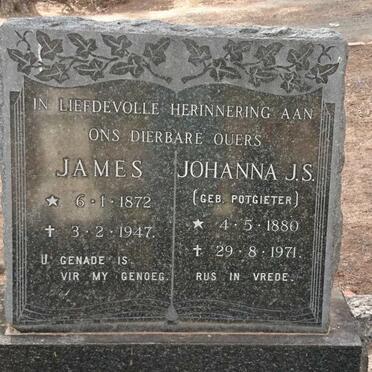 IN LIEFDEVOLLE HERINNERING AAN
ONS DIERBARE OUERS
JAMES
★ 6·1·1872
✝ 3·2·1947.
U GENADE IS
VIR MY GENOEG.
JOHANNA J.S.
(GEB. POTGIETER)
★ 4·5·1880
✝ 29·8·1971.
RUS IN VREDE.